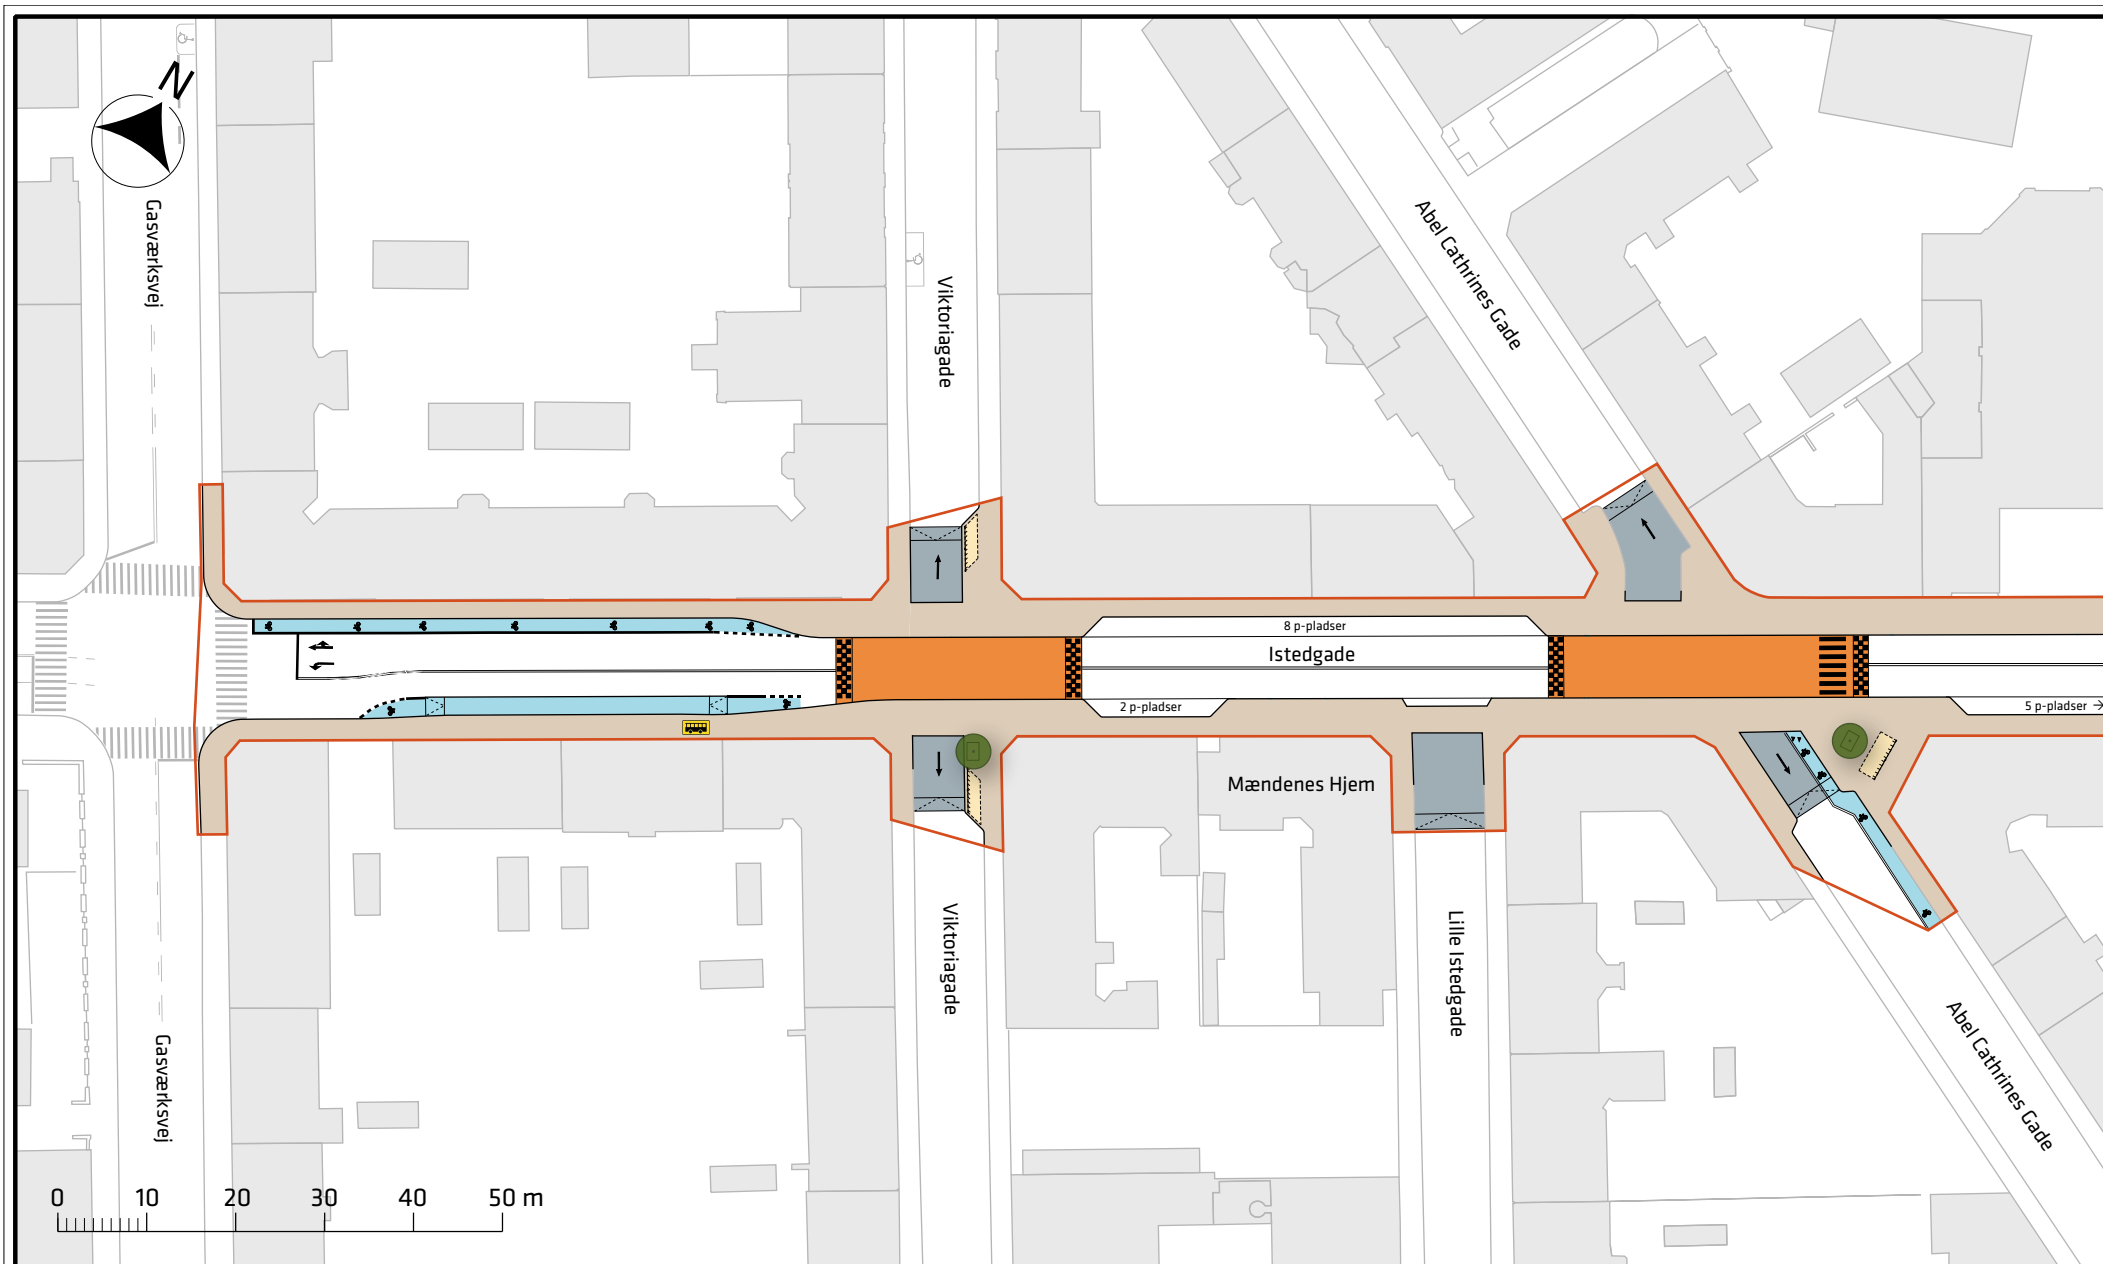 N
Gasværksvej
Viktoriagade
Abel Cathrines Gade
8 p-pladser
Istedgade
2 p-pladser
5 p-pladser →
Mændenes Hjem
Viktoriagade
Lille Istedgade
Abel Cathrines Gade
Gasværksvej
0 10 20 30 40 50 m